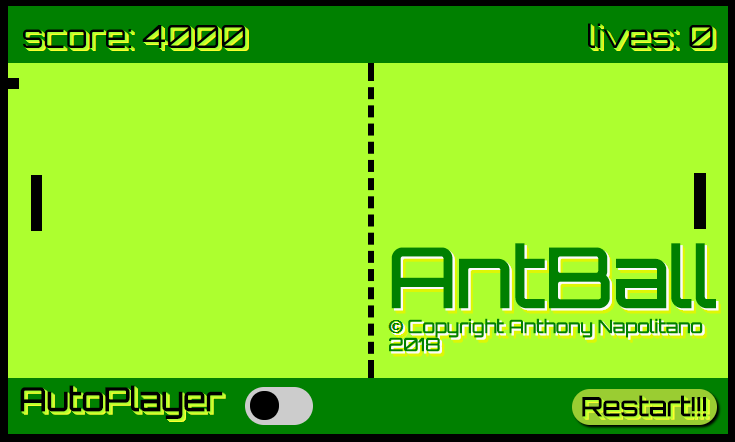 score: 4000
lives: 0
AntBall
© Copyright Anthony Napolitano
2018
AutoPlayer
Restart!!!